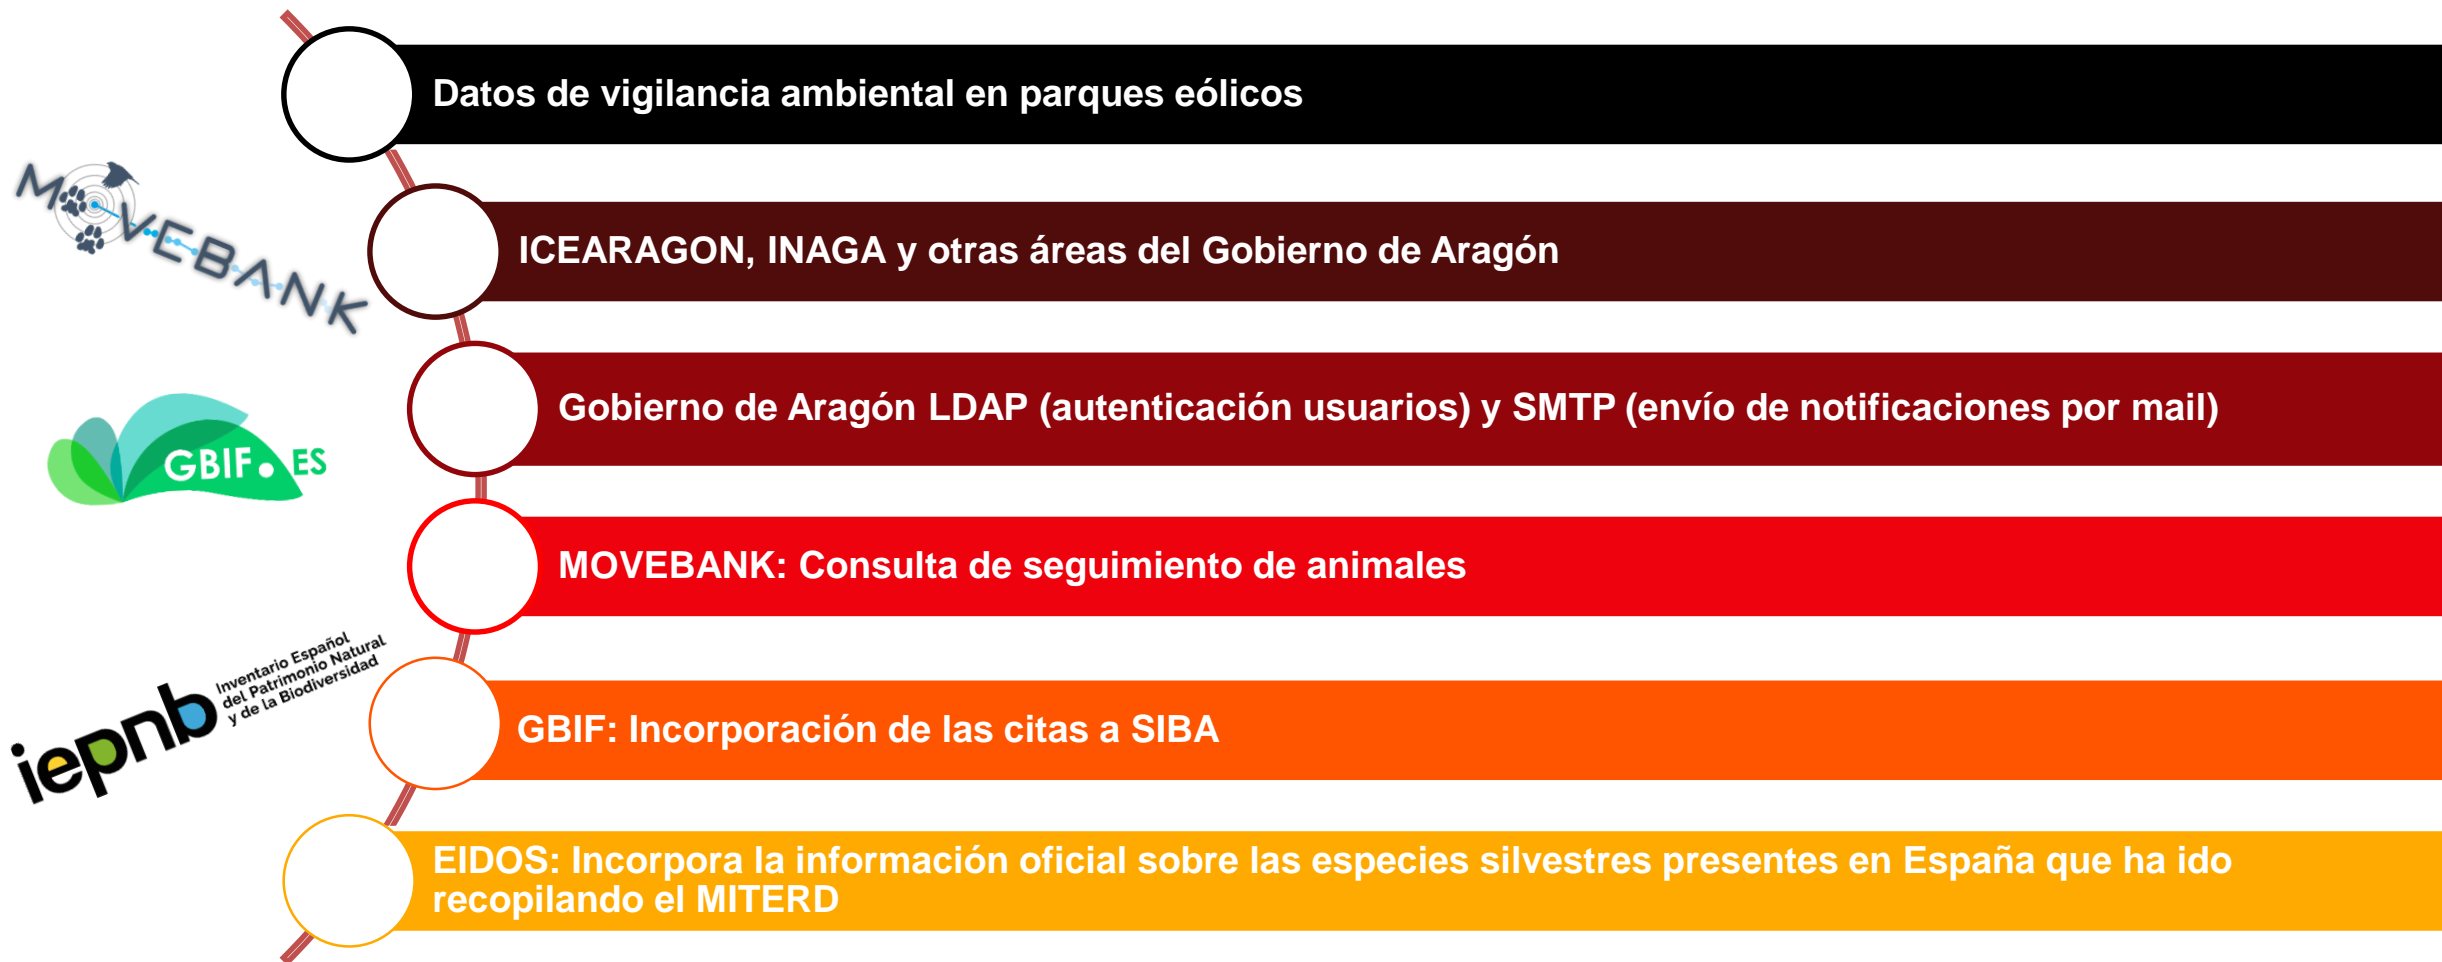 Datos de vigilancia ambiental en parques eólicos
MOVEBANK
ICEARAGON, INAGA y otras áreas del Gobierno de Aragón
Gobierno de Aragón LDAP (autenticación usuarios) y SMTP (envío de notificaciones por mail)
GBIF.ES
MOVEBANK: Consulta de seguimiento de animales
iepnb
Inventario Español
del Patrimonio Natural
y de la Biodiversidad
GBIF: Incorporación de las citas a SIBA
EIDOS: Incorpora la información oficial sobre las especies silvestres presentes en España que ha ido
recopilando el MITERD